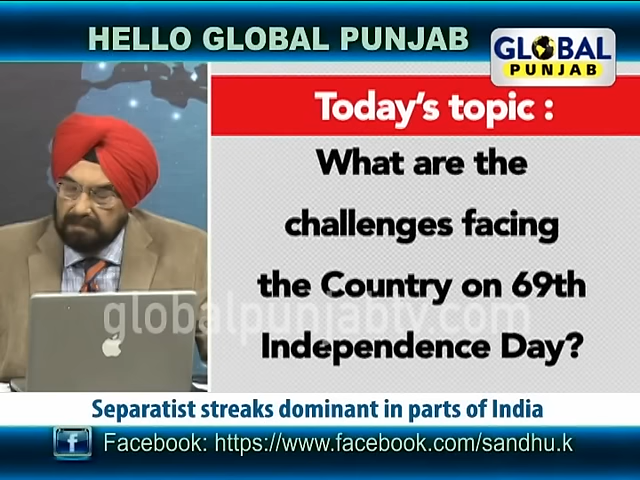 HELLO GLOBAL PUNJAB
GLOBAL
PUNJAB
Today's topic :
What are the
challenges facing
the Country on 69th
Independence Day?
globalpunjabtv.com
Separatist streaks dominant in parts of India
f Facebook: https://www.facebook.com/sandhu.k